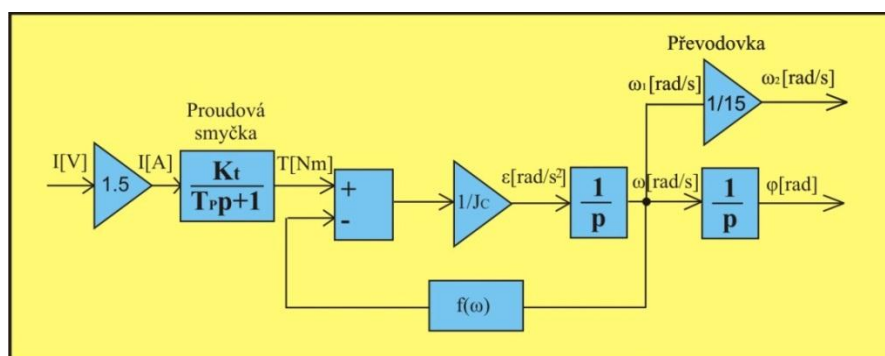 Převodovka
ω₁[rad/s]
1/15
ω₂[rad/s]
Proudová
smyčka
I[V]
1.5
I[A]
Kt
TPp+1
T[Nm]
+
-
1/JC
ε[rad/s²]
1
p
ω[rad/s]
1
p
φ[rad]
f(ω)